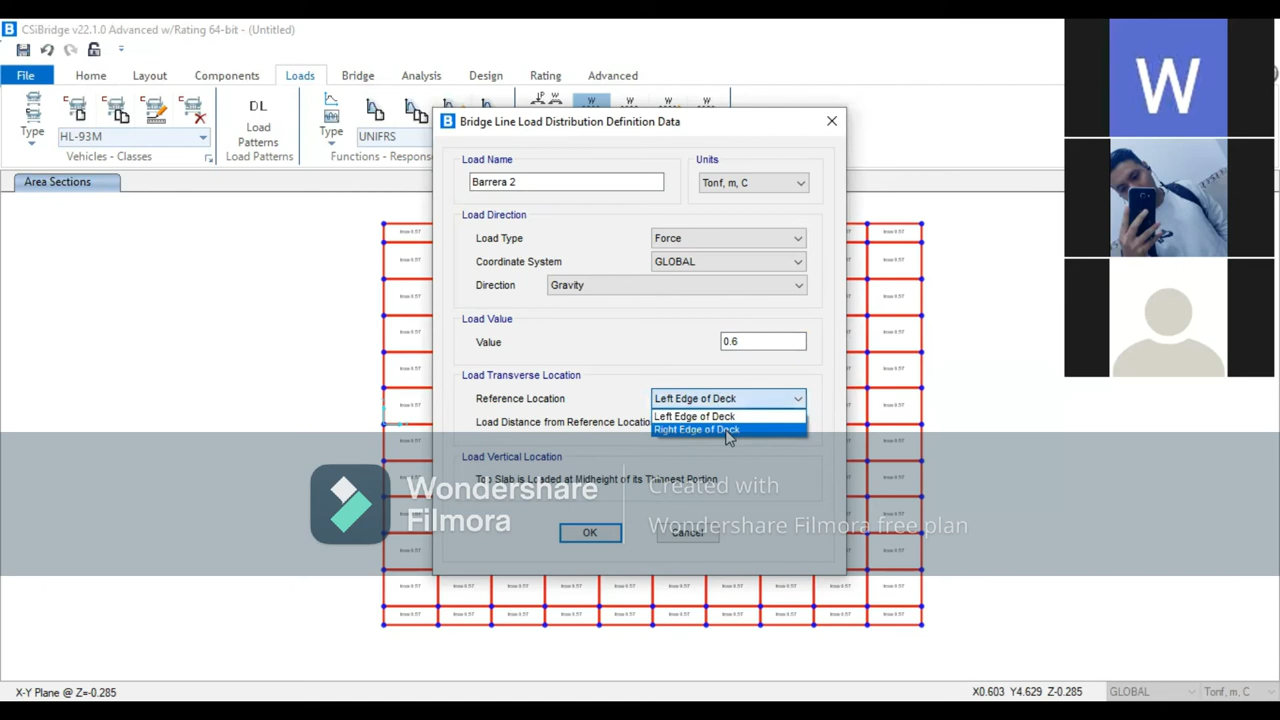 CSiBridge v22.1.0 Advanced w/Rating 64-bit - (Untitled)
File Home Layout Components Loads Bridge Analysis Design Rating Advanced
Type
HL-93M
Vehicles - Classes
DL
Load
Patterns
Load Patterns
Type
UNIFRS
Functions - Respons
Area Sections
Bridge Line Load Distribution Definition Data
Load Name
Barrera 2
Units
Tonf, m, C
Load Direction
Load Type Force
Coordinate System GLOBAL
Direction Gravity
Load Value
Value 0.6
Load Transverse Location
Reference Location Left Edge of Deck
Left Edge of Deck
Load Distance from Reference Locatio
Right Edge of Deck
Load Vertical Location
Top Slab is Loaded at Midheight of its Thinnest Portion
OK Cancel
Wondershare
Filmora
Created with
Wondershare Filmora free plan
W
X-Y Plane @ Z=-0.285
X0.603 Y4.629 Z-0.285
GLOBAL
Tonf, m, C